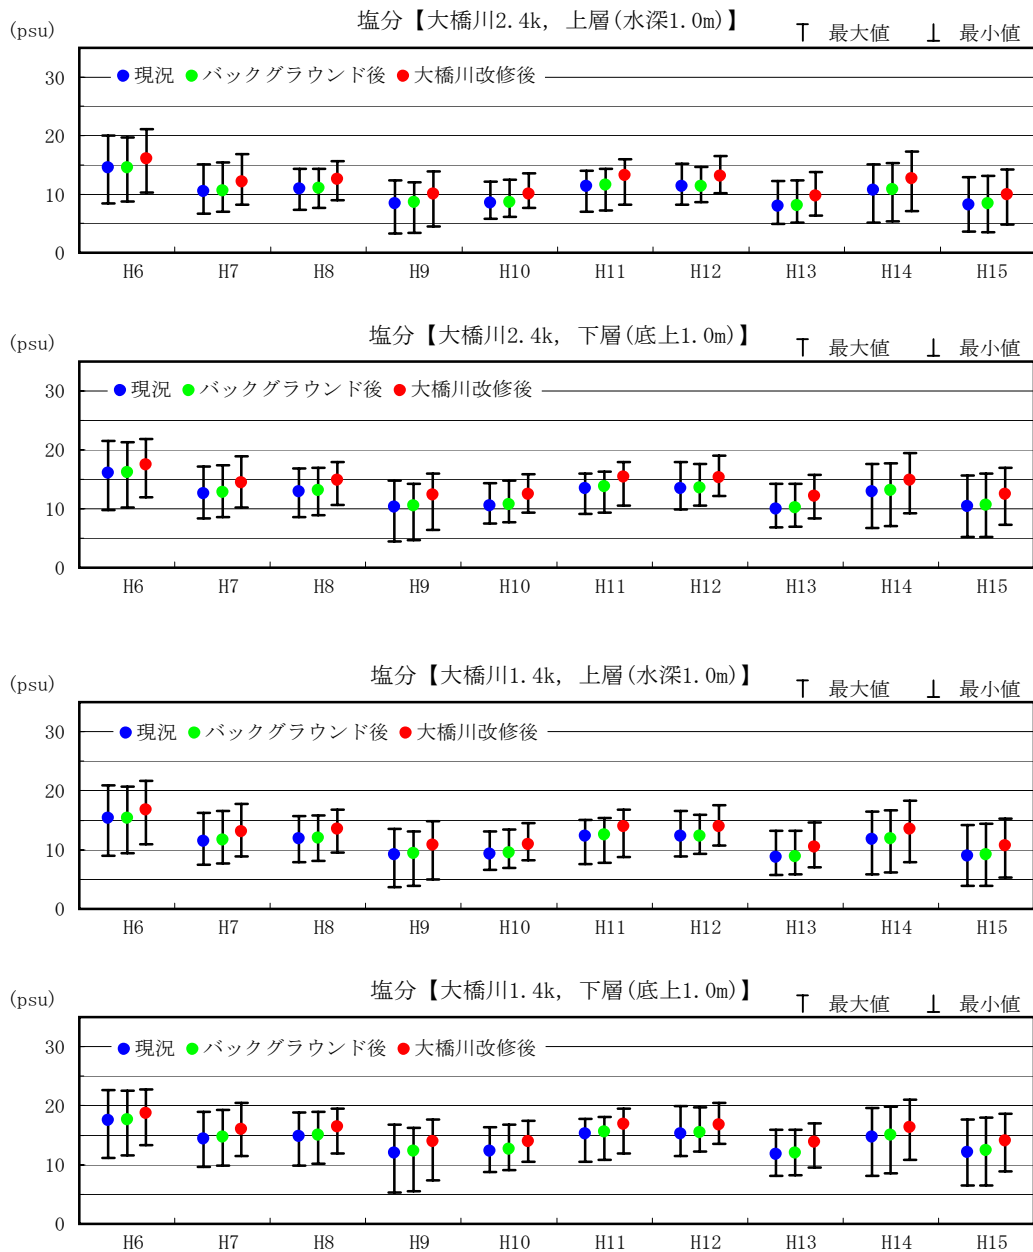 塩分【大橋川2.4k, 上層(水深1.0m)】
(psu) 最大値 最小値
30 現況 バックグラウンド後 大橋川改修後
20
10
0
H6 H7 H8 H9 H10 H11 H12 H13 H14 H15
塩分【大橋川2.4k, 下層(底上1.0m)】
(psu) 最大値 最小値
30 現況 バックグラウンド後 大橋川改修後
20
10
0
H6 H7 H8 H9 H10 H11 H12 H13 H14 H15
塩分【大橋川1.4k, 上層(水深1.0m)】
(psu) 最大値 最小値
30 現況 バックグラウンド後 大橋川改修後
20
10
0
H6 H7 H8 H9 H10 H11 H12 H13 H14 H15
塩分【大橋川1.4k, 下層(底上1.0m)】
(psu) 最大値 最小値
30 現況 バックグラウンド後 大橋川改修後
20
10
0
H6 H7 H8 H9 H10 H11 H12 H13 H14 H15